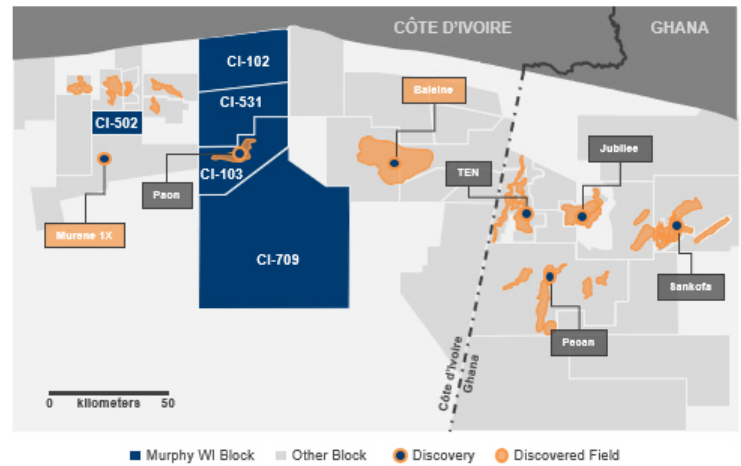 CÔTE D'IVOIRE
GHANA
CI-102
CI-531
CI-502
Baleine
Jubilee
TEN
Paon
CI-103
Murene 1X
CI-709
Sankofa
Pecan
Côte d'Ivoire
Ghana
0 kilometers 50
Murphy WI Block
Other Block
Discovery
Discovered Field